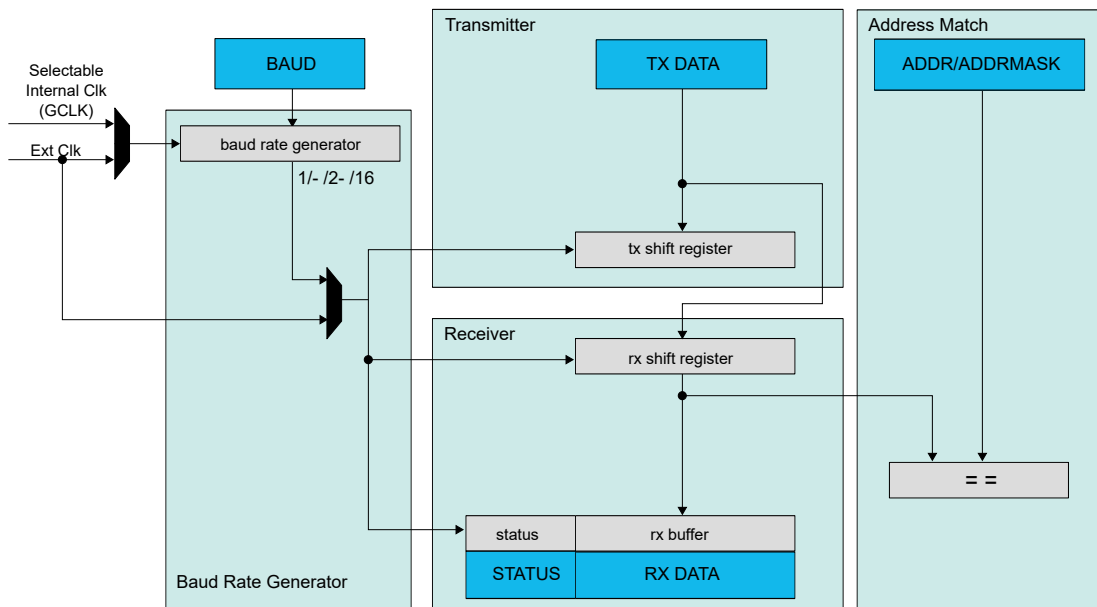 Transmitter
Address Match
BAUD
TX DATA
ADDR/ADDRMASK
Selectable
Internal Clk
(GCLK)
Ext Clk
baud rate generator
1/- /2- /16
tx shift register
Receiver
rx shift register
= =
status
rx buffer
STATUS
RX DATA
Baud Rate Generator